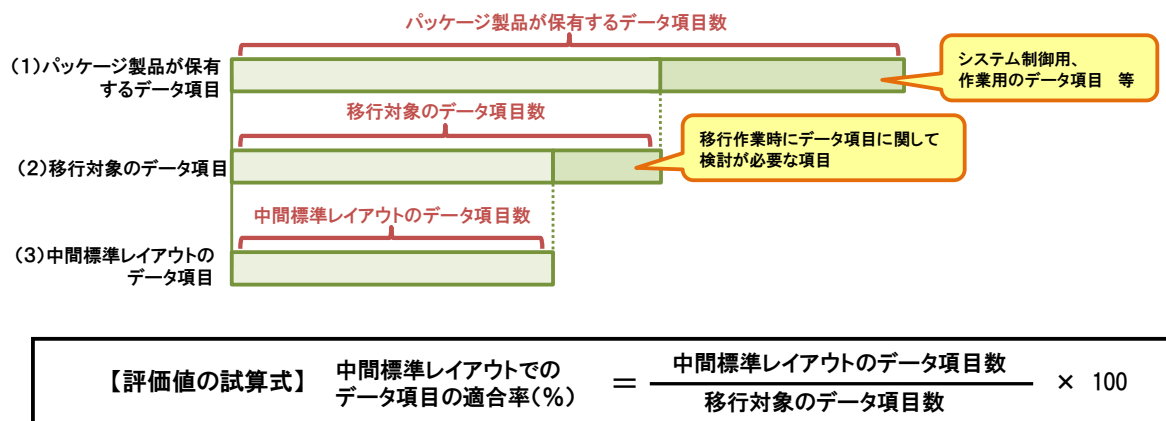 パッケージ製品が保有するデータ項目数
(1)パッケージ製品が保有
するデータ項目
システム制御用、
作業用のデータ項目　等
移行対象のデータ項目数
(2)移行対象のデータ項目
移行作業時にデータ項目に関して
検討が必要な項目
中間標準レイアウトのデータ項目数
(3)中間標準レイアウトの
データ項目
【評価値の試算式】
中間標準レイアウトでの
データ項目の適合率(%)
＝
中間標準レイアウトのデータ項目数
移行対象のデータ項目数
× 100